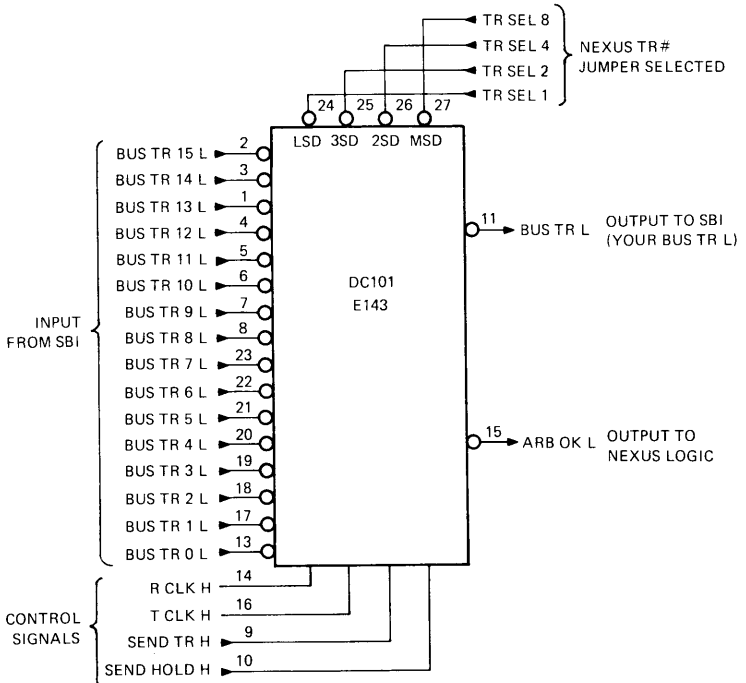 TR SEL 8
TR SEL 4
TR SEL 2
TR SEL 1
NEXUS TR#
JUMPER SELECTED
24 25 26 27
LSD 3SD 2SD MSD
INPUT
FROM SBI
BUS TR 15 L 2
BUS TR 14 L 3
BUS TR 13 L 1
BUS TR 12 L 4
BUS TR 11 L 5
BUS TR 10 L 6
BUS TR 9 L 7
BUS TR 8 L 8
BUS TR 7 L 23
BUS TR 6 L 22
BUS TR 5 L 21
BUS TR 4 L 20
BUS TR 3 L 19
BUS TR 2 L 18
BUS TR 1 L 17
BUS TR 0 L 13
DC101
E143
11 BUS TR L
OUTPUT TO SBI
(YOUR BUS TR L)
15 ARB OK L
OUTPUT TO
NEXUS LOGIC
CONTROL
SIGNALS
R CLK H 14
T CLK H 16
SEND TR H 9
SEND HOLD H 10